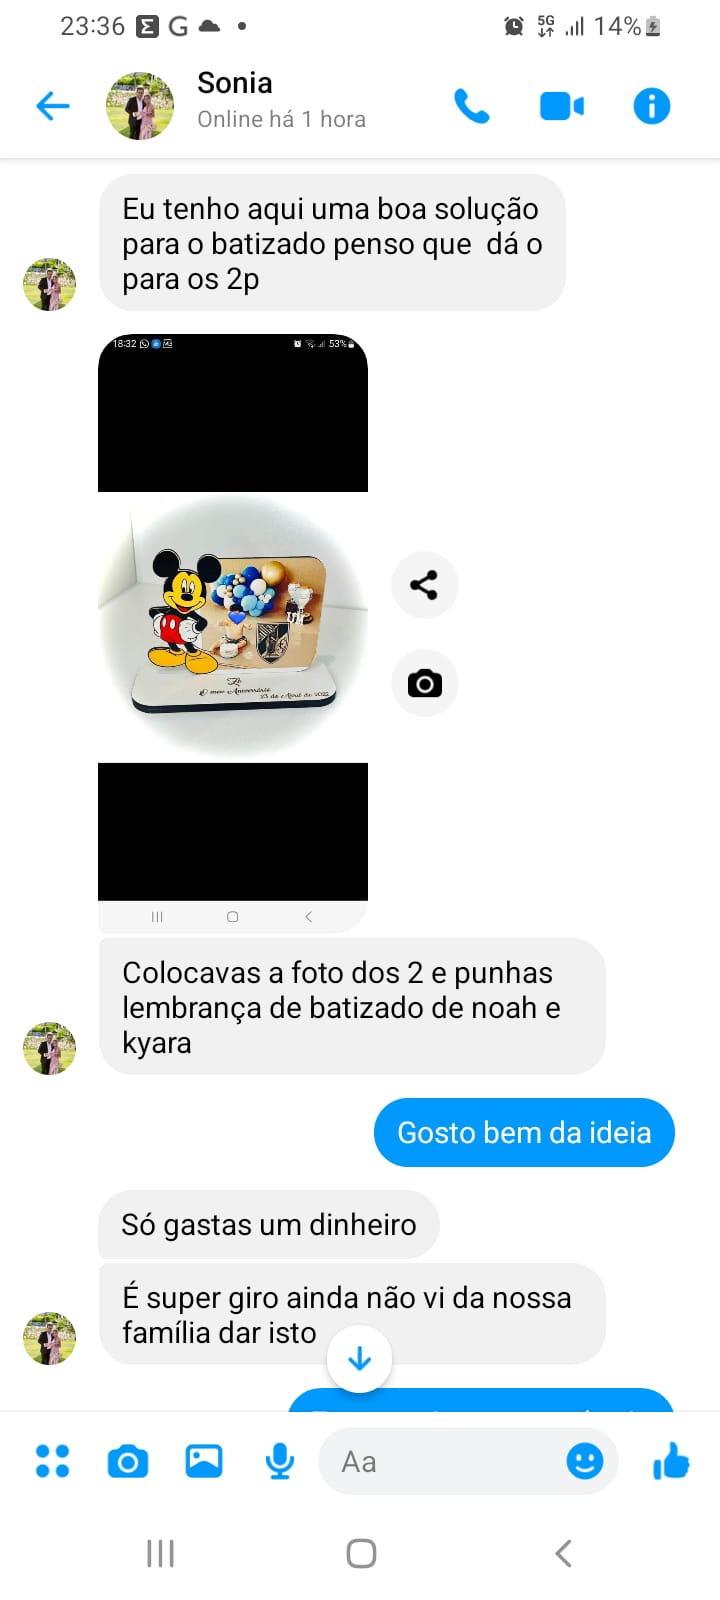 23:36
G
5G
14%
Sonia
Online há 1 hora
Eu tenho aqui uma boa solução
para o batizado penso que dá o
para os 2p
18:32
53%
O meu Aniversário
23 de Abril de 2022
Colocavas a foto dos 2 e punhas
lembrança de batizado de noah e
kyara
Gosto bem da ideia
Só gastas um dinheiro
É super giro ainda não vi da nossa
família dar isto
Aa